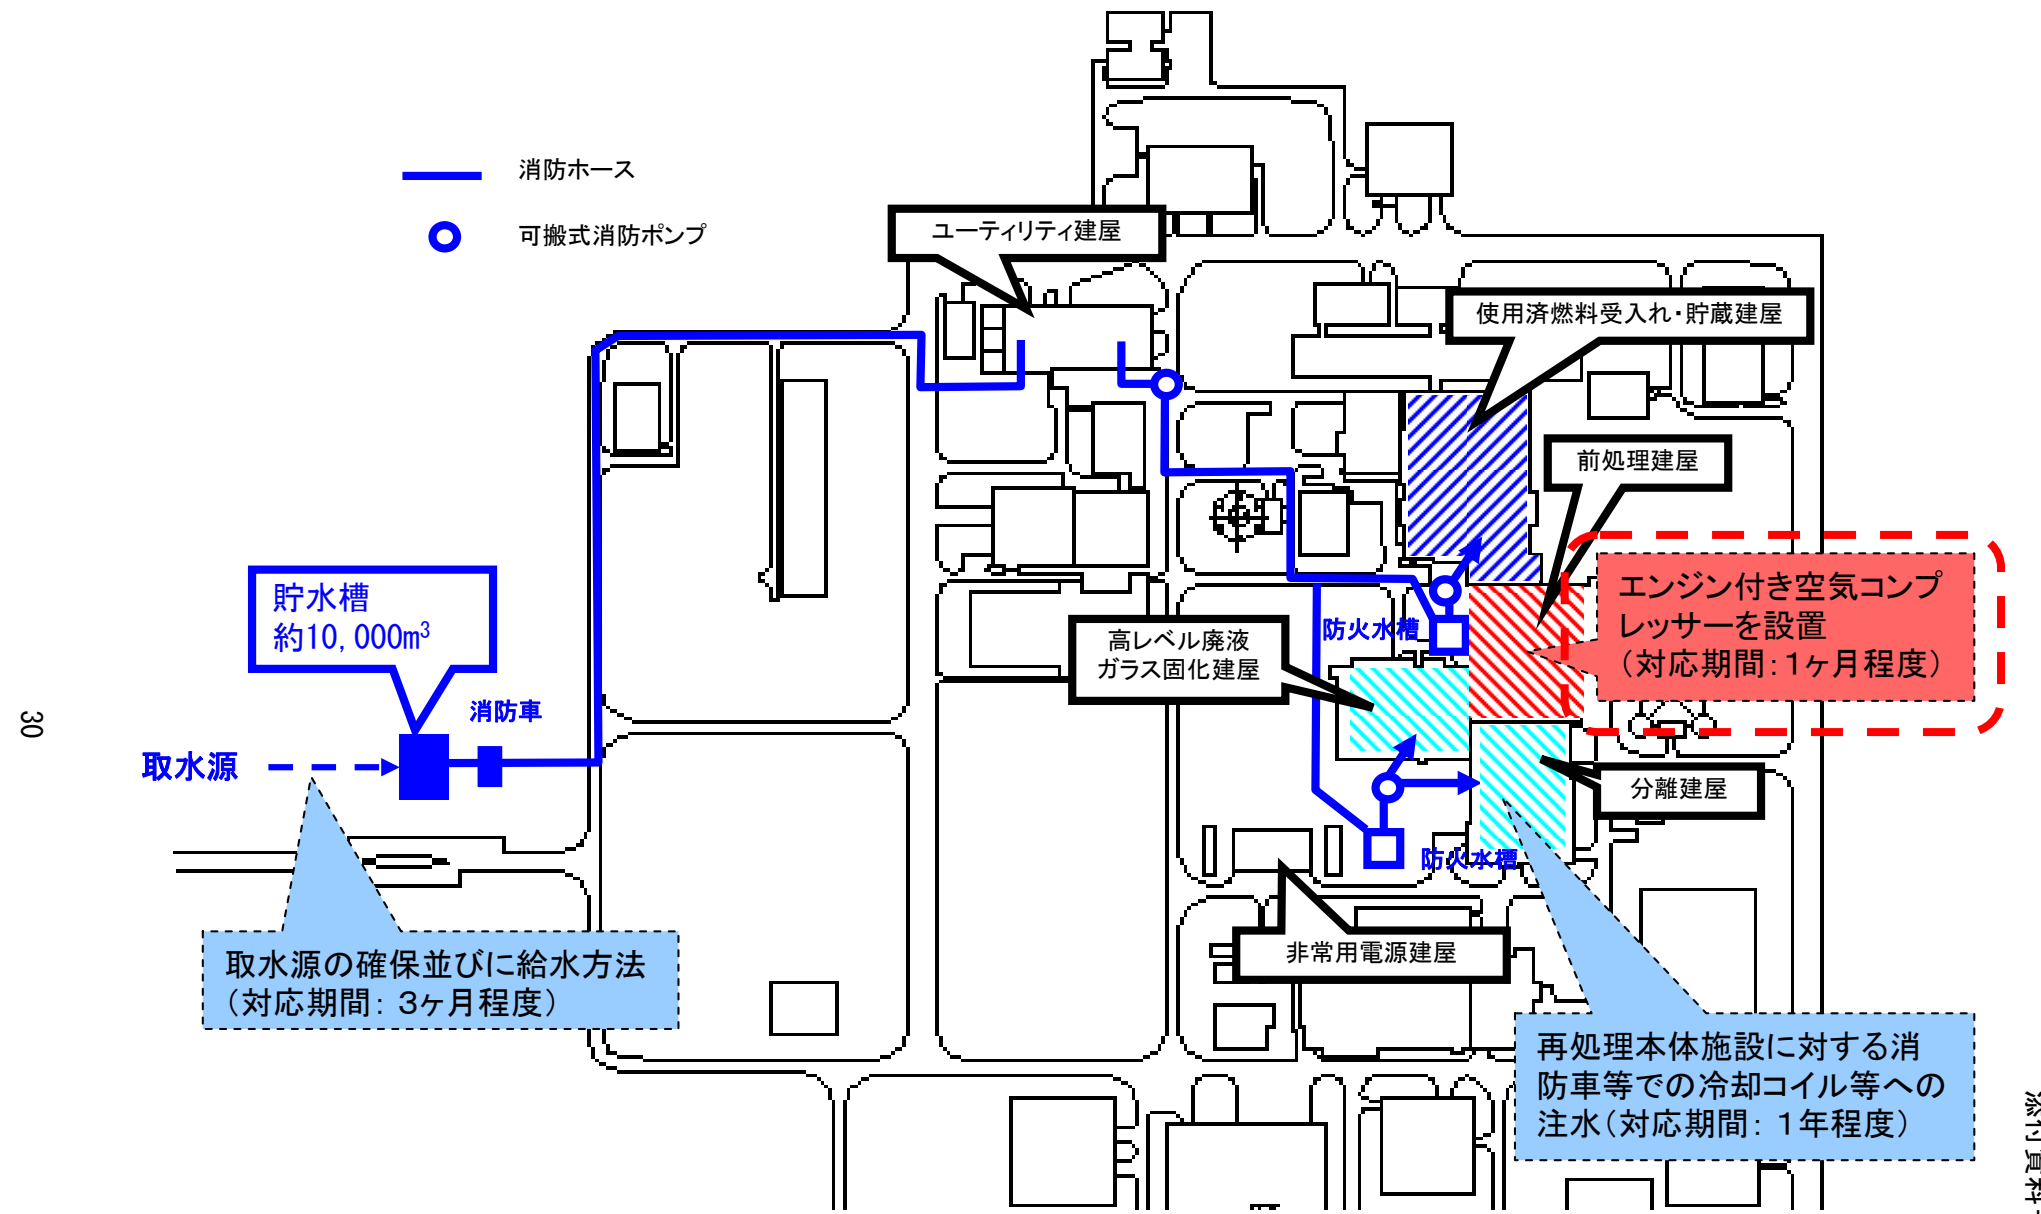 消防ホース
可搬式消防ポンプ
ユーティリティ建屋
使用済燃料受入れ・貯蔵建屋
前処理建屋
エンジン付き空気コンプ
レッサーを設置
（対応期間：１ヶ月程度）
貯水槽
約10,000m³
防火水槽
高レベル廃液
ガラス固化建屋
消防車
取水源
分離建屋
防火水槽
非常用電源建屋
取水源の確保並びに給水方法
（対応期間：３ヶ月程度）
再処理本体施設に対する消
防車等での冷却コイル等への
注水（対応期間：１年程度）
30
添付資料